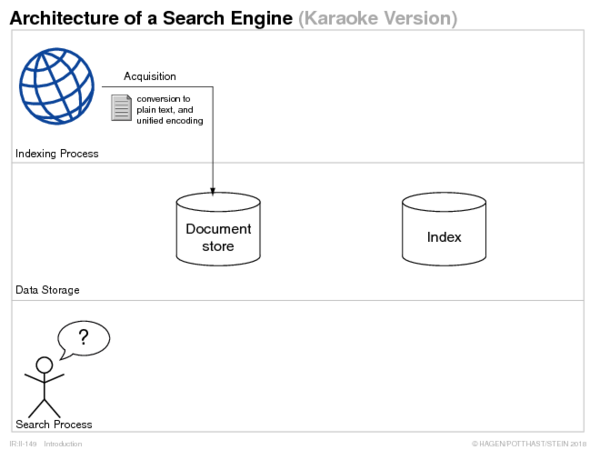 Architecture of a Search Engine (Karaoke Version)
Acquisition
conversion to
plain text, and
unified encoding
Indexing Process
Document
store
Index
Data Storage
?
Search Process
IR:II-149 Introduction
© HAGEN/POTTHAST/STEIN 2018